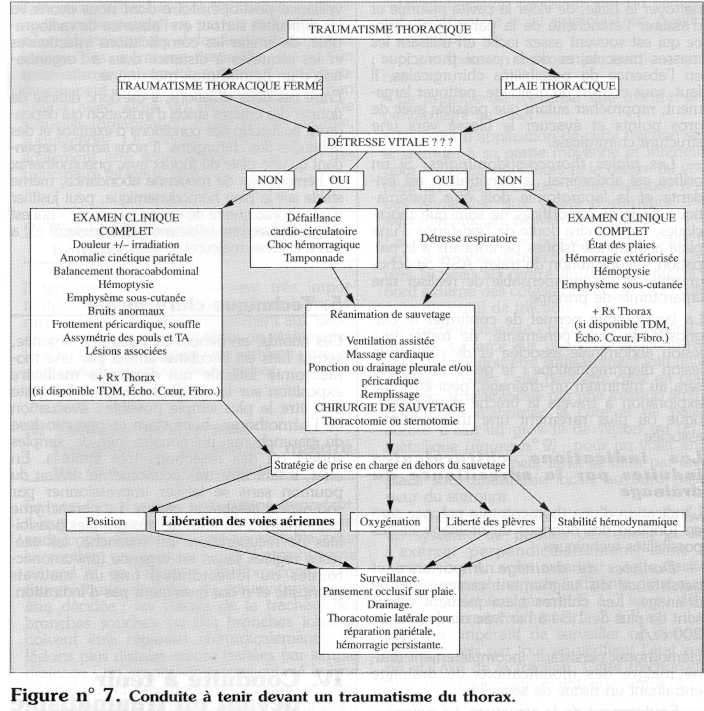 TRAUMATISME THORACIQUE
TRAUMATISME THORACIQUE FERMÉ
PLAIE THORACIQUE
DÉTRESSE VITALE ? ? ?
NON
OUI
OUI
NON
EXAMEN CLINIQUE
COMPLET
Douleur +/– irradiation
Anomalie cinétique pariétale
Balancement thoracoabdominal
Hémoptysie
Emphysème sous-cutanée
Bruits anormaux
Frottement péricardique, souffle
Assymétrie des pouls et TA
Lésions associées
+ Rx Thorax
(si disponible TDM, Écho. Cœur, Fibro.)
Défaillance
cardio-circulatoire
Choc hémorragique
Tamponnade
Détresse respiratoire
EXAMEN CLINIQUE
COMPLET
État des plaies
Hémorragie extériorisée
Hémoptysie
Emphysème sous-cutanée
+ Rx Thorax
(si disponible TDM,
Écho. Cœur, Fibro.)
Réanimation de sauvetage
Ventilation assistée
Massage cardiaque
Ponction ou drainage pleurale et/ou
péricardique
Remplissage
CHIRURGIE DE SAUVETAGE
Thoracotomie ou sternotomie
Stratégie de prise en charge en dehors du sauvetage
Position
Libération des voies aériennes
Oxygénation
Liberté des plèvres
Stabilité hémodynamique
Surveillance.
Pansement occlusif sur plaie.
Drainage.
Thoracotomie latérale pour
réparation pariétale,
hémorragie persistante.
Figure n° 7. Conduite à tenir devant un traumatisme du thorax.